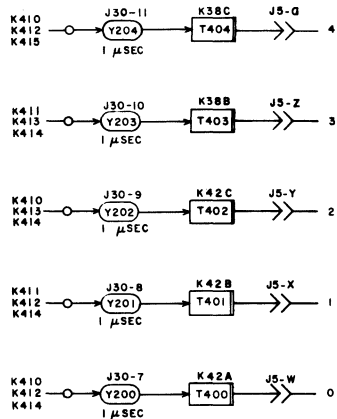 J30-11 K38C J5-G
K410
K412 Y204 T404 4
K415
1 μSEC
J30-10 K38B J5-Z
K411
K413 Y203 T403 3
K414
1 μSEC
J30-9 K42C J5-Y
K410
K413 Y202 T402 2
K414
1 μSEC
J30-8 K42B J5-X
K411
K412 Y201 T401 1
K414
1 μSEC
J30-7 K42A J5-W
K410
K412 Y200 T400 0
K414
1 μSEC